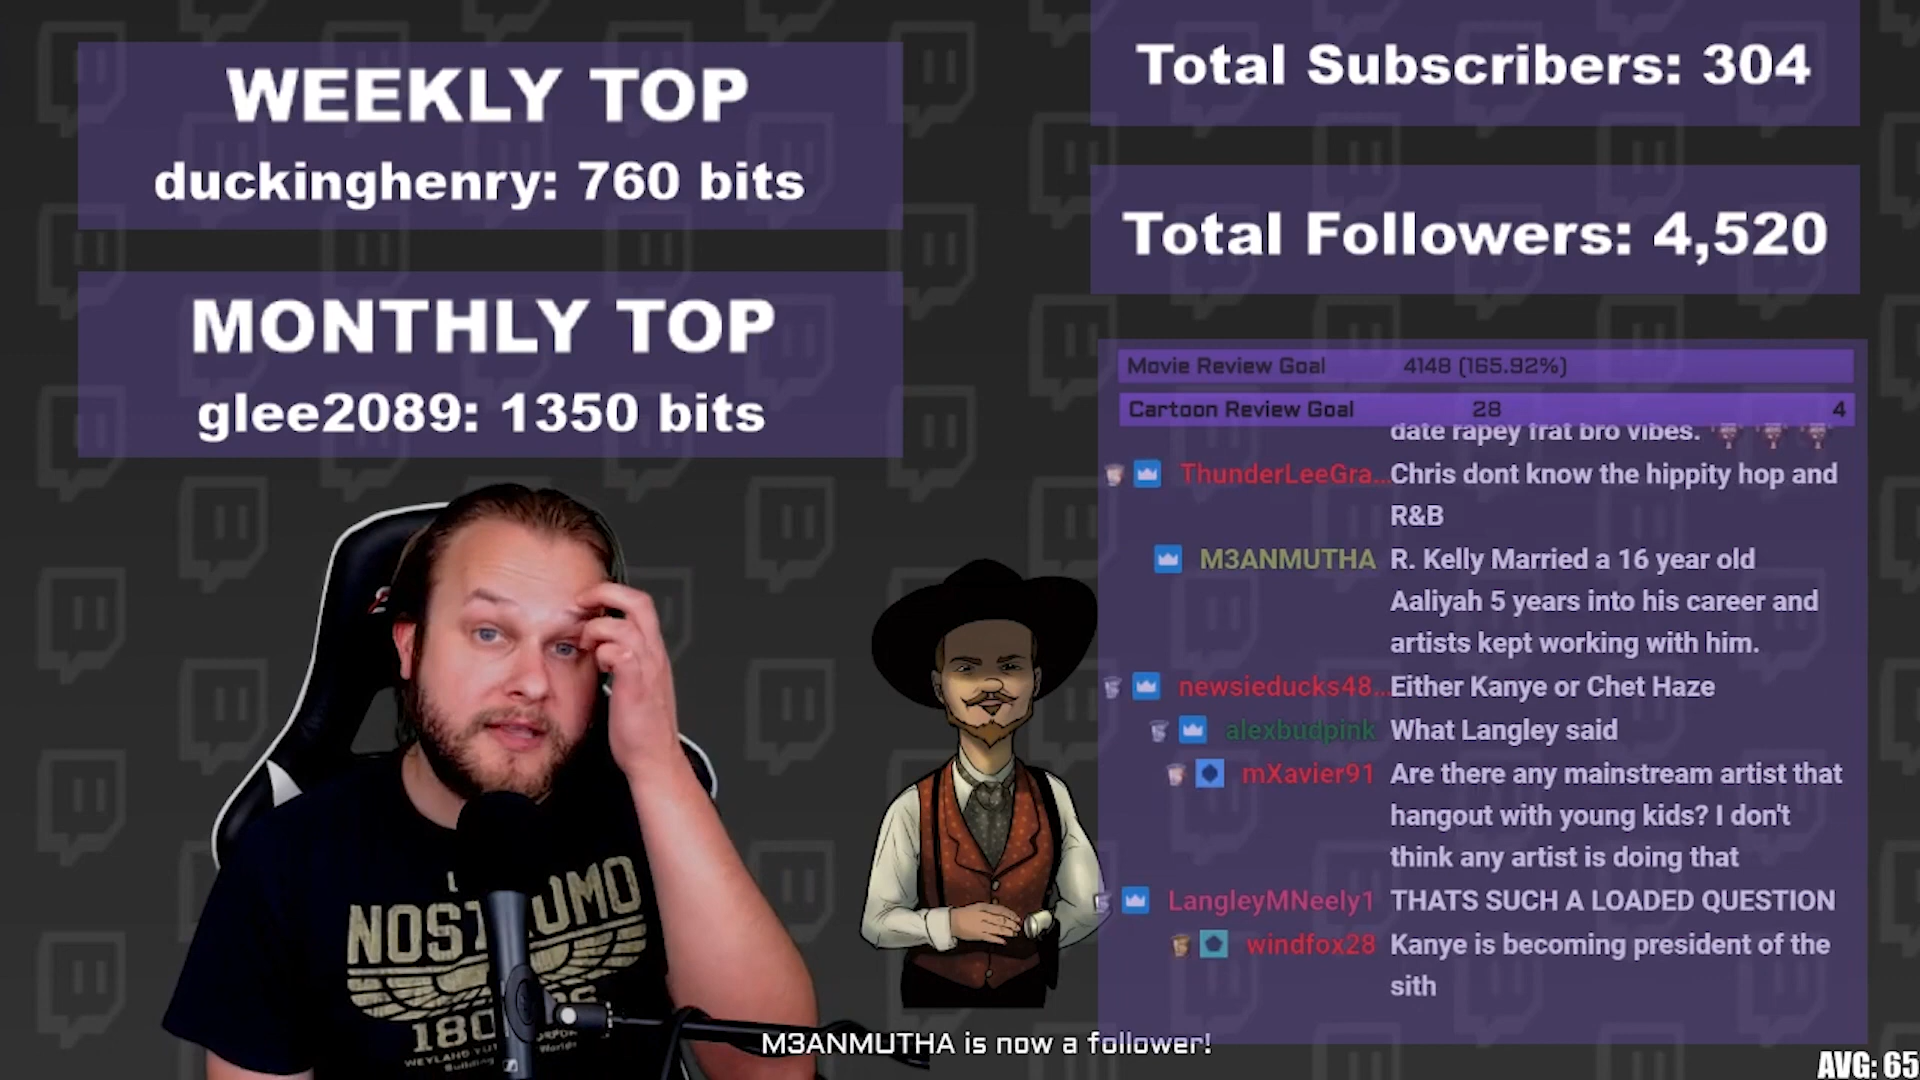 WEEKLY TOP
duckinghenry: 760 bits
MONTHLY TOP
glee2089: 1350 bits
Total Subscribers: 304
Total Followers: 4,520
Movie Review Goal 4148 (165.92%)
Cartoon Review Goal 28 4
date rapey frat bro vibes.
ThunderLeeGra... Chris dont know the hippity hop and
R&B
M3ANMUTHA R. Kelly Married a 16 year old
Aaliyah 5 years into his career and
artists kept working with him.
newsieducks48... Either Kanye or Chet Haze
alexbudpink What Langley said
mXavier91 Are there any mainstream artist that
hangout with young kids? I don't
think any artist is doing that
LangleyMNeely1 THATS SUCH A LOADED QUESTION
windfox28 Kanye is becoming president of the
sith
180
M3ANMUTHA is now a follower!
AVG: 65